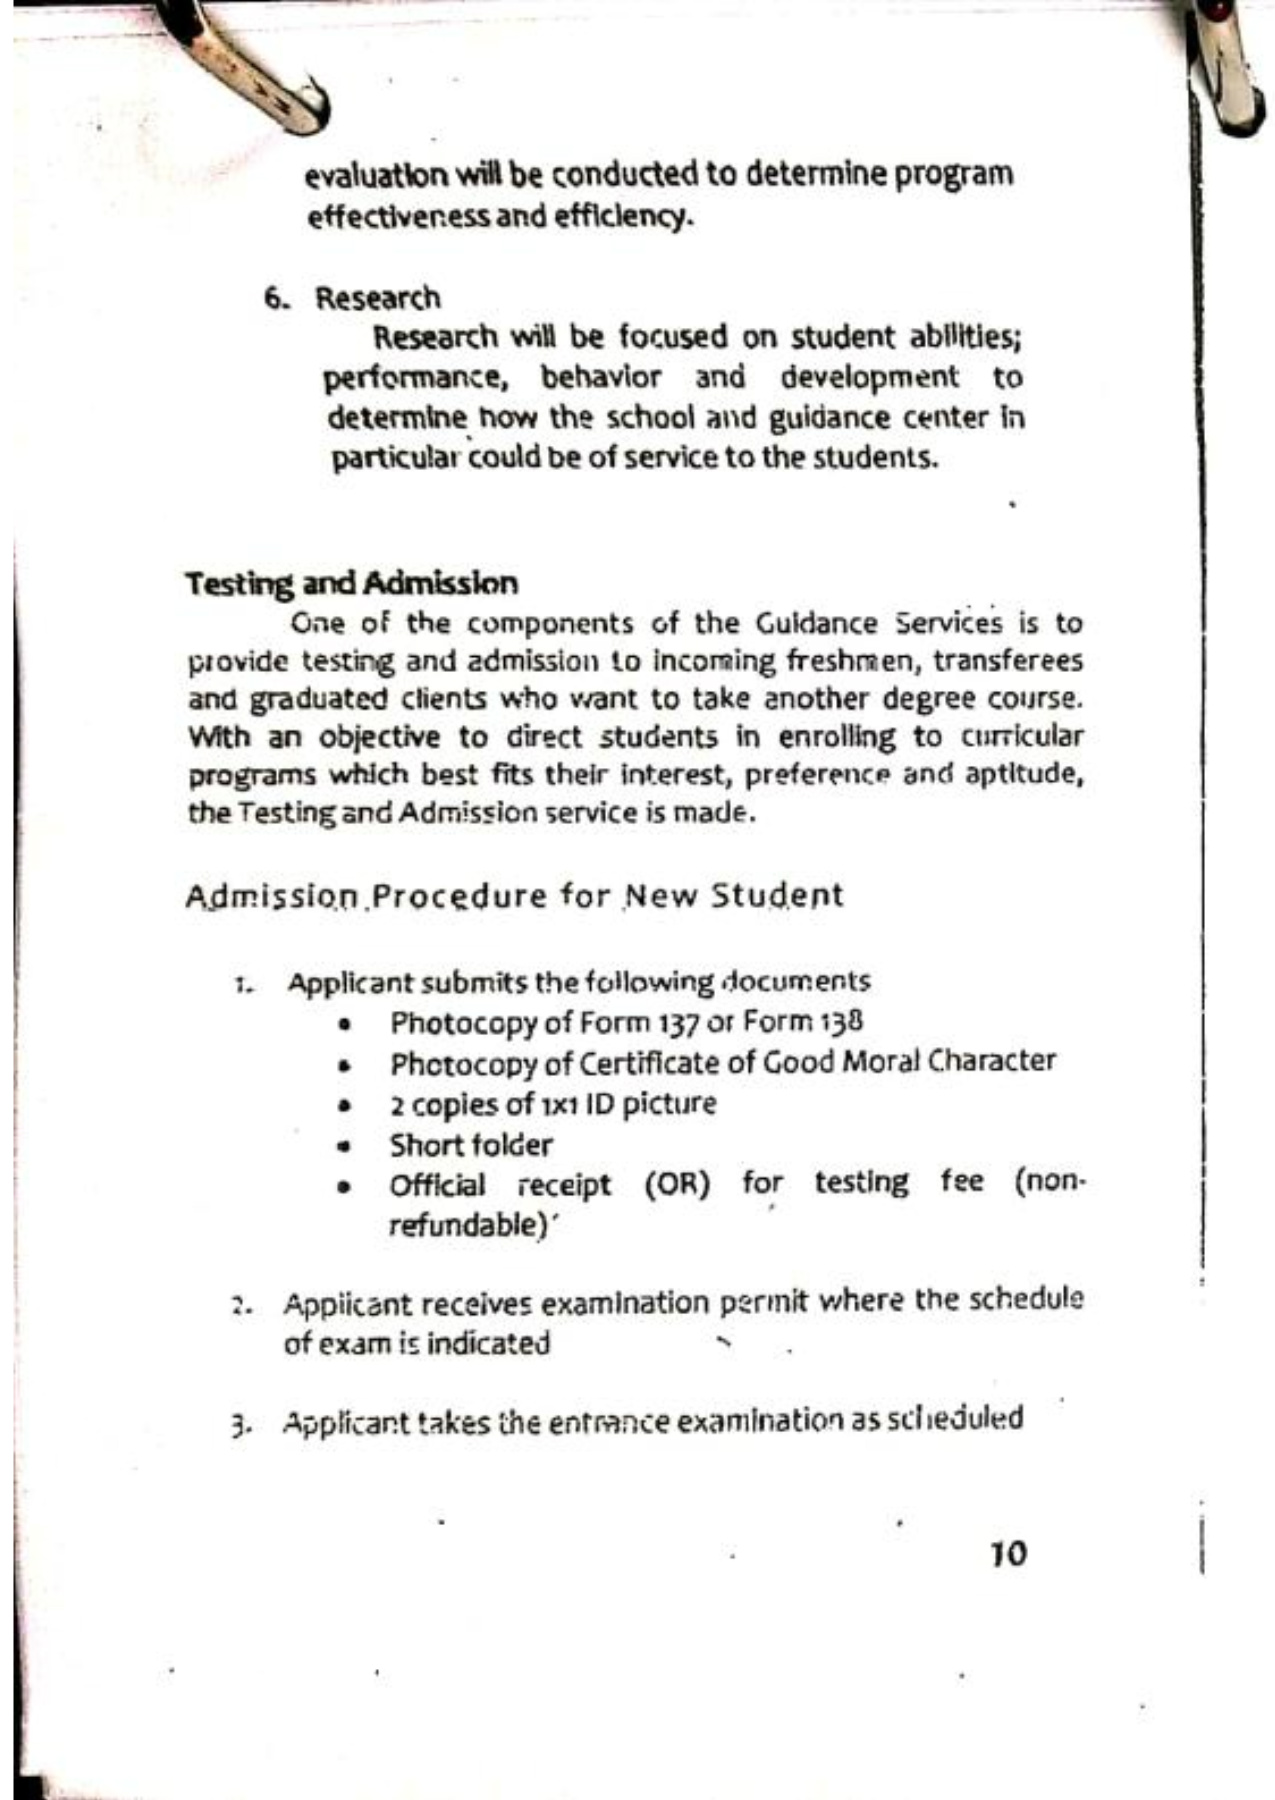 evaluation will be conducted to determine program
effectiveness and efficiency.
6. Research
Research will be focused on student abilities;
performance, behavior and development to
determine how the school and guidance center in
particular could be of service to the students.
Testing and Admission
One of the components of the Guidance Services is to
provide testing and admission to incoming freshmen, transferees
and graduated clients who want to take another degree course.
With an objective to direct students in enrolling to curricular
programs which best fits their interest, preference and aptitude,
the Testing and Admission service is made.
Admission Procedure for New Student
1. Applicant submits the following documents
• Photocopy of Form 137 or Form 138
• Photocopy of Certificate of Good Moral Character
• 2 copies of 1x1 ID picture
• Short folder
• Official receipt (OR) for testing fee (non-
refundable)
2. Applicant receives examination permit where the schedule
of exam is indicated
3. Applicant takes the entrance examination as scheduled
10